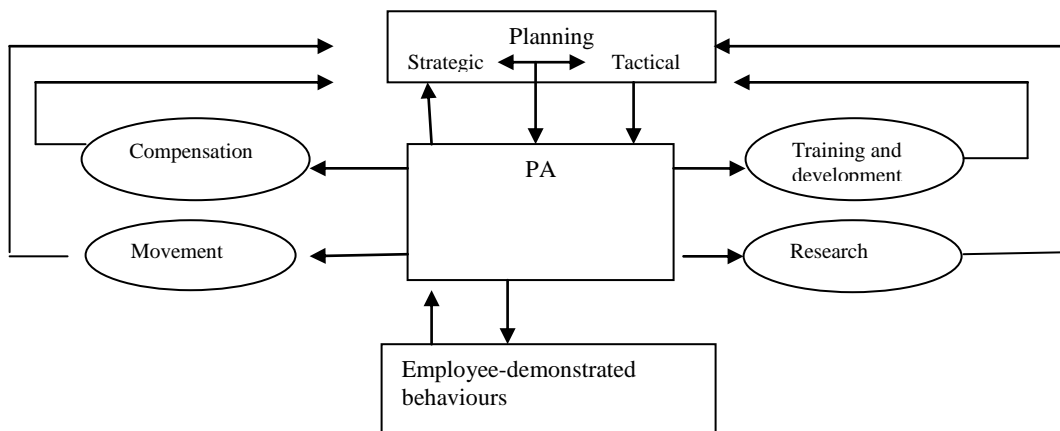 Planning
Strategic Tactical
Compensation
PA
Training and
development
Movement
Research
Employee-demonstrated
behaviours